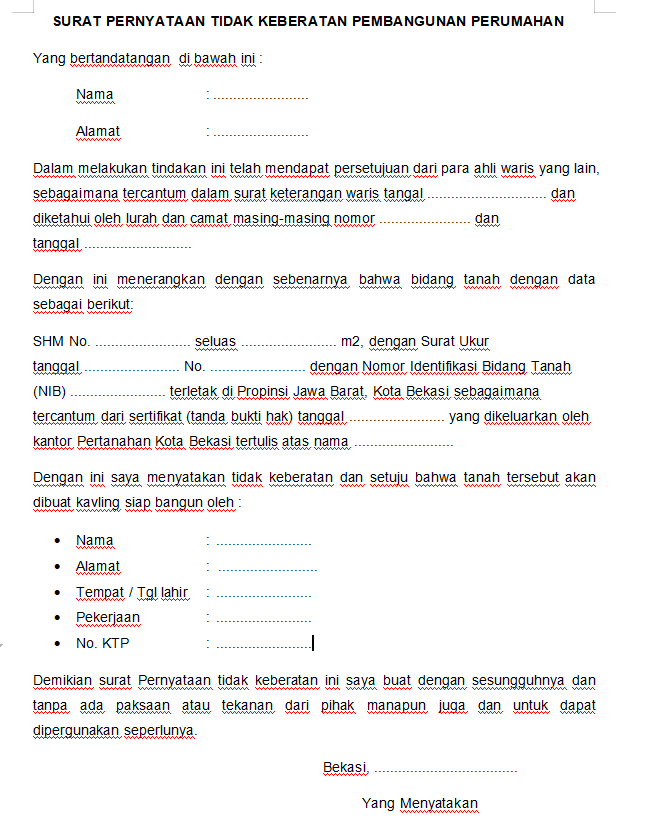 SURAT PERNYATAAN TIDAK KEBERATAN PEMBANGUNAN PERUMAHAN
Yang bertandatangan di bawah ini :
Nama : ........................
Alamat : ........................
Dalam melakukan tindakan ini telah mendapat persetujuan dari para ahli waris yang lain,
sebagaimana tercantum dalam surat keterangan waris tangal .............................. dan
diketahui oleh lurah dan camat masing-masing nomor ....................... dan
tanggal ...........................
Dengan ini menerangkan dengan sebenarnya bahwa bidang tanah dengan data
sebagai berikut:
SHM No. ........................ seluas ........................ m2, dengan Surat Ukur
tanggal ........................ No. ........................ dengan Nomor Identifikasi Bidang Tanah
(NIB) ........................ terletak di Propinsi Jawa Barat, Kota Bekasi sebagaimana
tercantum dari sertifikat (tanda bukti hak) tanggal ........................ yang dikeluarkan oleh
kantor Pertanahan Kota Bekasi tertulis atas nama .........................
Dengan ini saya menyatakan tidak keberatan dan setuju bahwa tanah tersebut akan
dibuat kavling siap bangun oleh :
• Nama : ........................
• Alamat : .........................
• Tempat / Tgl lahir : ........................
• Pekerjaan : ........................
• No. KTP : ........................
Demikian surat Pernyataan tidak keberatan ini saya buat dengan sesungguhnya dan
tanpa ada paksaan atau tekanan dari pihak manapun juga dan untuk dapat
dipergunakan seperlunya.
Bekasi, ....................................
Yang Menyatakan